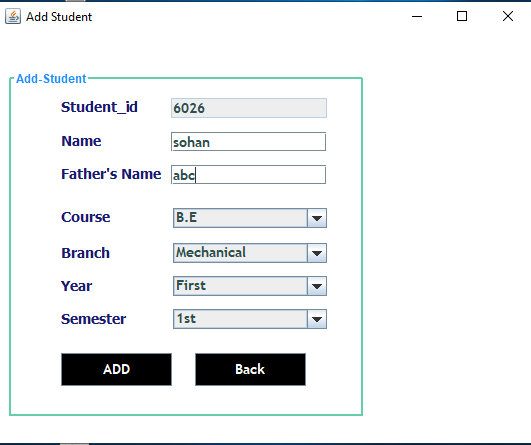 Add Student
Add-Student
Student_id 6026
Name sohan
Father's Name abc
Course B.E
Branch Mechanical
Year First
Semester 1st
ADD Back